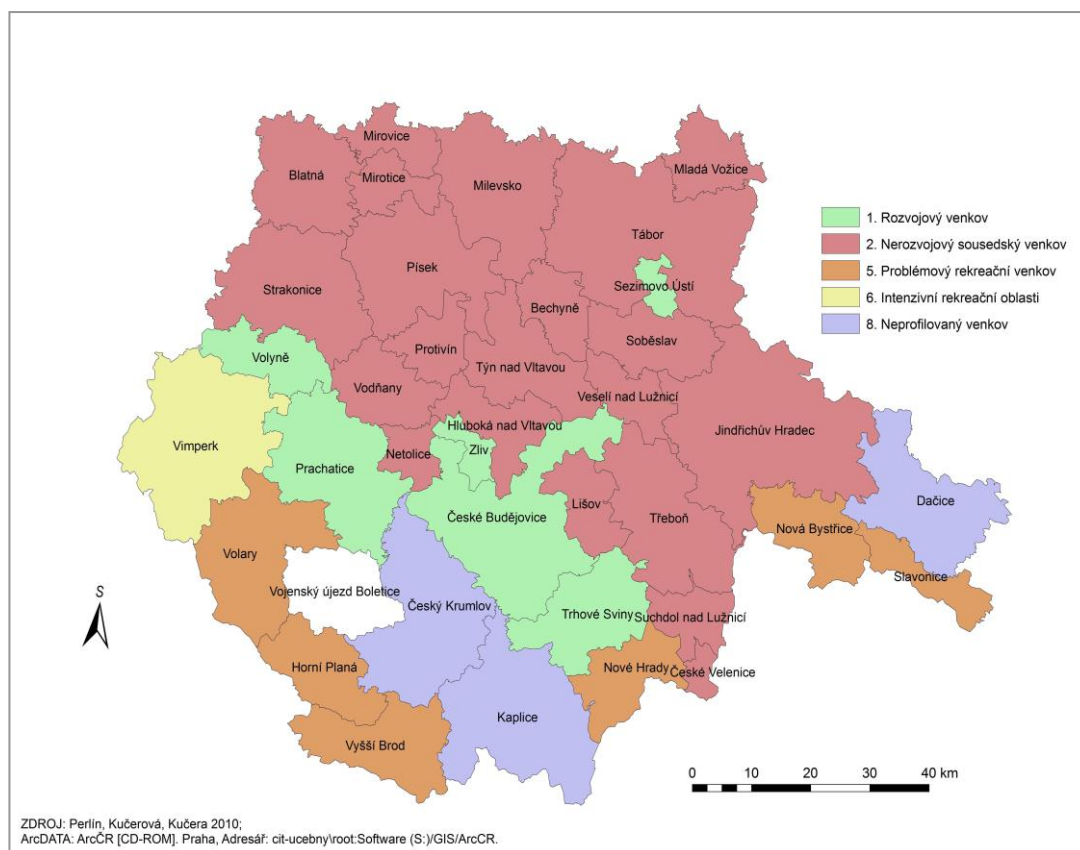 Mirovice
Mladá Vožice
Blatná
Mirotice
Milevsko
Tábor
Písek
Sezimovo Ústí
Strakonice
Bechyně
Soběslav
Protivín
Volyně
Týn nad Vltavou
Vodňany
Veselí nad Lužnicí
Hluboká nad Vltavou
Jindřichův Hradec
Vimperk
Netolice
Zliv
Prachatice
Dačice
Lišov
České Budějovice
Třeboň
Nová Bystřice
Volary
Slavonice
Vojenský újezd Boletice
Český Krumlov
Trhové Sviny
Suchdol nad Lužnicí
Horní Planá
Nové Hrady
České Velenice
Kaplice
Vyšší Brod
1. Rozvojový venkov
2. Nerozvojový sousedský venkov
5. Problémový rekreační venkov
6. Intenzivní rekreační oblasti
8. Neprofilovaný venkov
S
0 10 20 30 40 km
ZDROJ: Perlín, Kučerová, Kučera 2010;
ArcDATA: ArcČR [CD-ROM]. Praha, Adresář: cit-ucebny\root:Software (S:)/GIS/ArcCR.